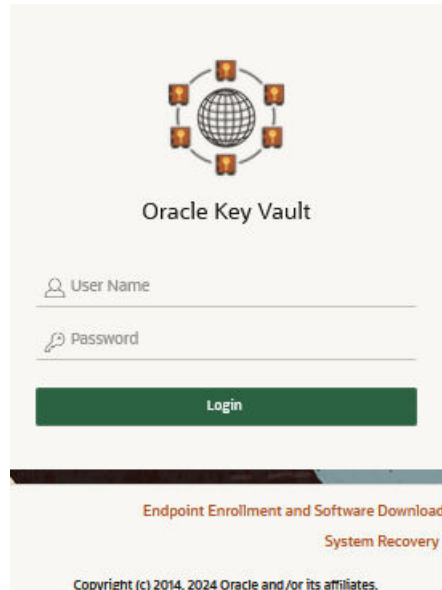 Oracle Key Vault
User Name
Password
Login
Endpoint Enrollment and Software Download
System Recovery
Copyright (c) 2014, 2024 Oracle and/or its affiliates.